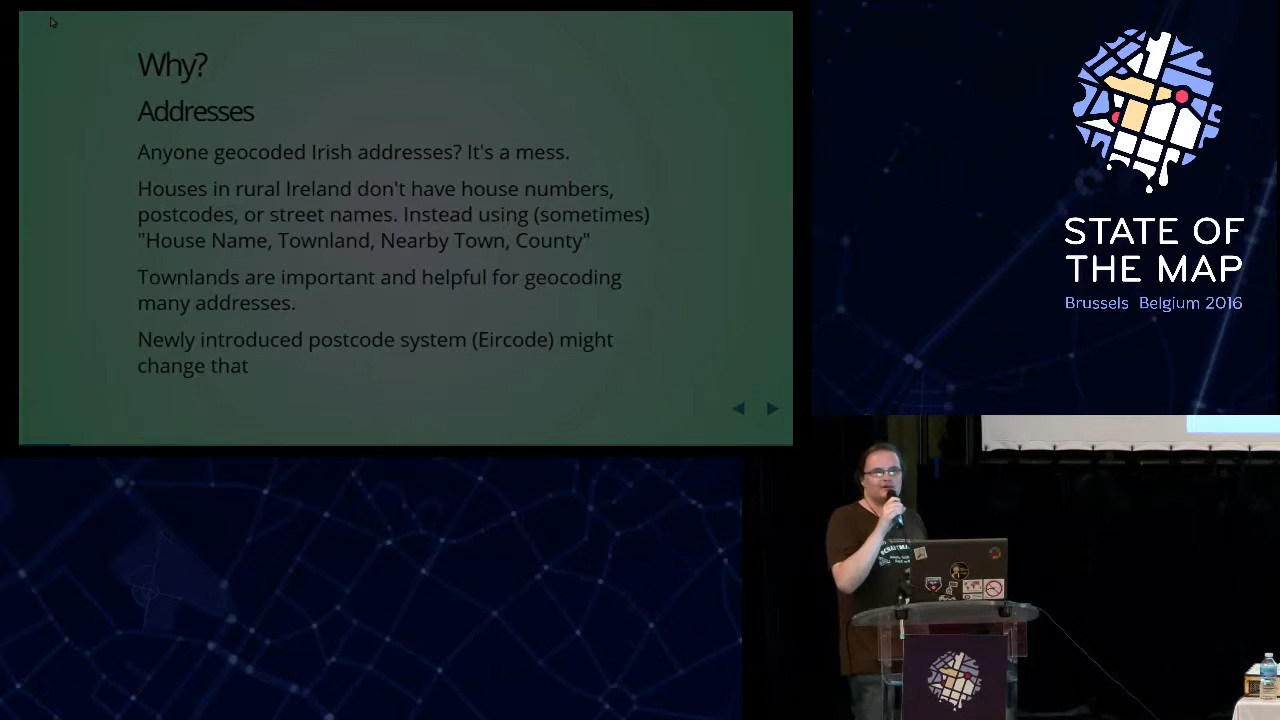 Why?
Addresses
Anyone geocoded Irish addresses? It's a mess.
Houses in rural Ireland don't have house numbers,
postcodes, or street names. Instead using (sometimes)
"House Name, Townland, Nearby Town, County"
Townlands are important and helpful for geocoding
many addresses.
Newly introduced postcode system (Eircode) might
change that
STATE OF
THE MAP
Brussels Belgium 2016